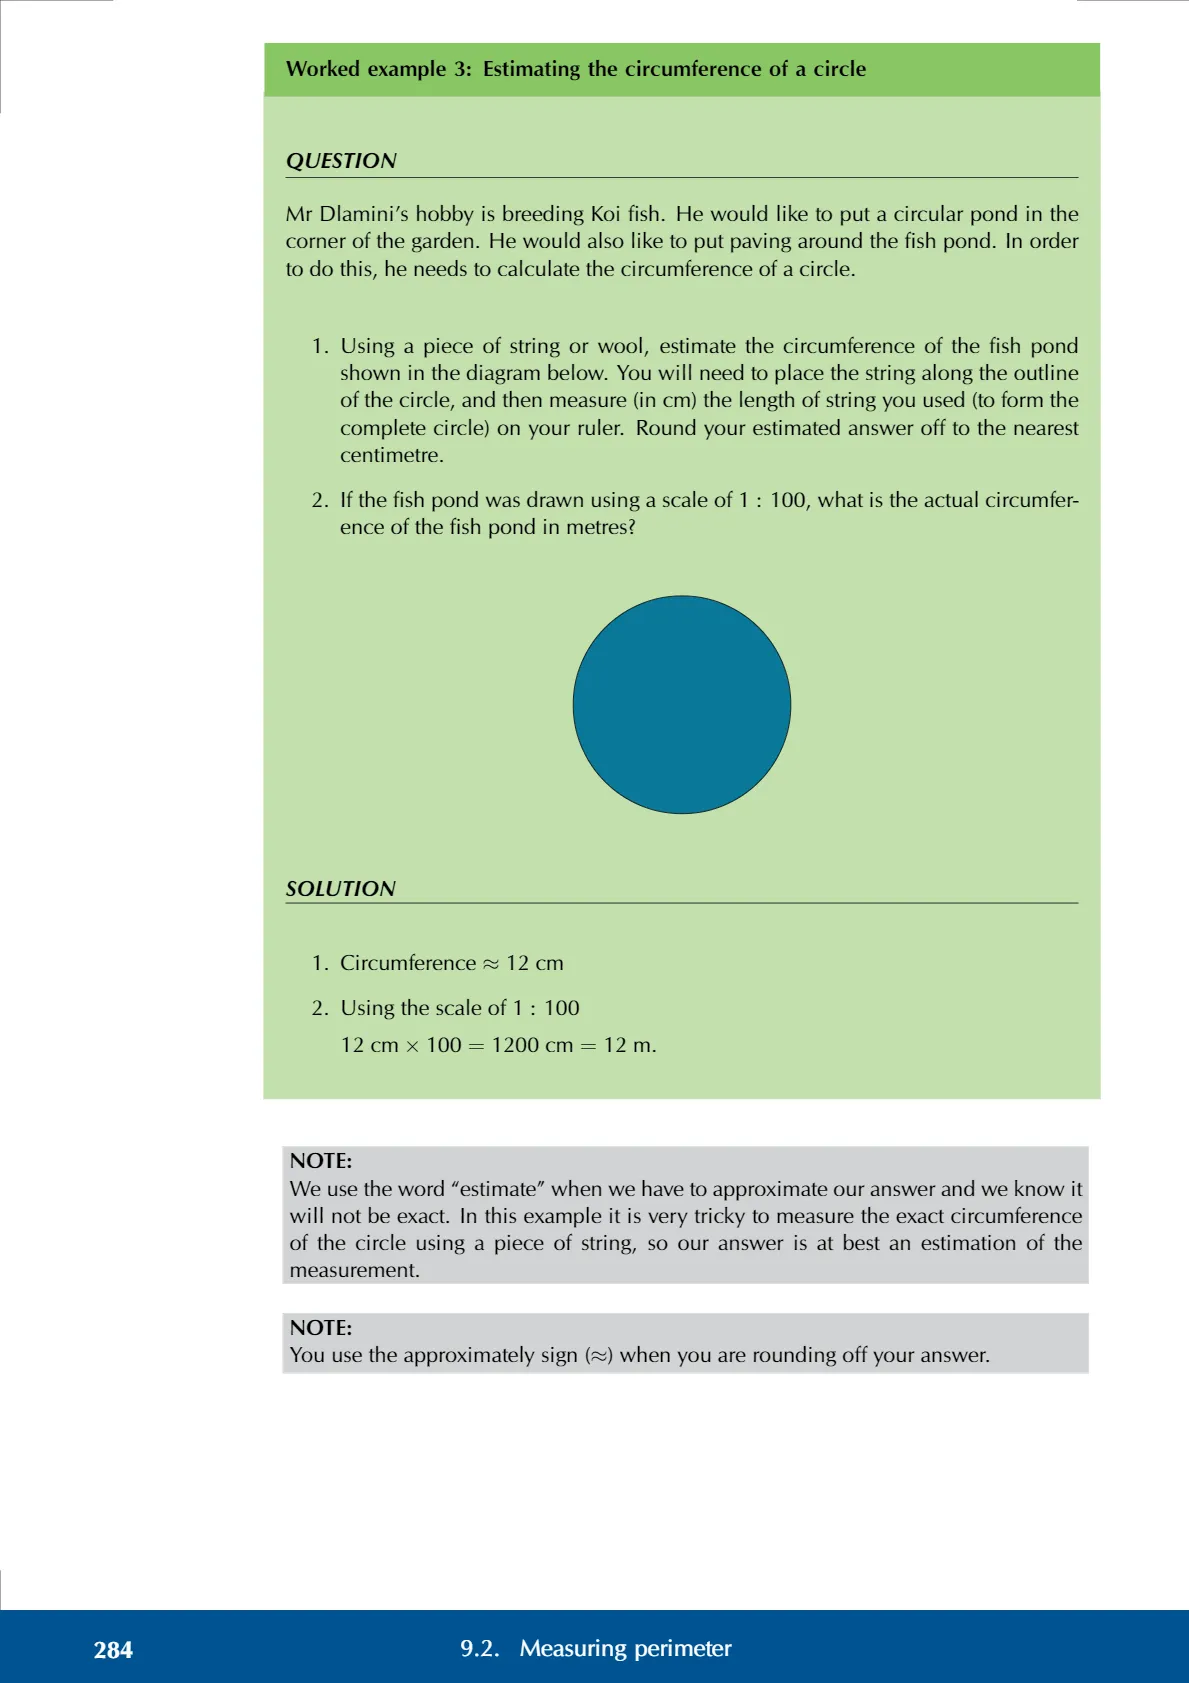 Worked example 3: Estimating the circumference of a circle
QUESTION
Mr Dlamini’s hobby is breeding Koi fish. He would like to put a circular pond in the
corner of the garden. He would also like to put paving around the fish pond. In order
to do this, he needs to calculate the circumference of a circle.
1. Using a piece of string or wool, estimate the circumference of the fish pond
shown in the diagram below. You will need to place the string along the outline
of the circle, and then measure (in cm) the length of string you used (to form the
complete circle) on your ruler. Round your estimated answer off to the nearest
centimetre.
2. If the fish pond was drawn using a scale of 1 : 100, what is the actual circumfer-
ence of the fish pond in metres?
SOLUTION
1. Circumference ≈ 12 cm
2. Using the scale of 1 : 100
12 cm × 100 = 1200 cm = 12 m.
NOTE:
We use the word “estimate” when we have to approximate our answer and we know it
will not be exact. In this example it is very tricky to measure the exact circumference
of the circle using a piece of string, so our answer is at best an estimation of the
measurement.
NOTE:
You use the approximately sign (≈) when you are rounding off your answer.
284 9.2. Measuring perimeter